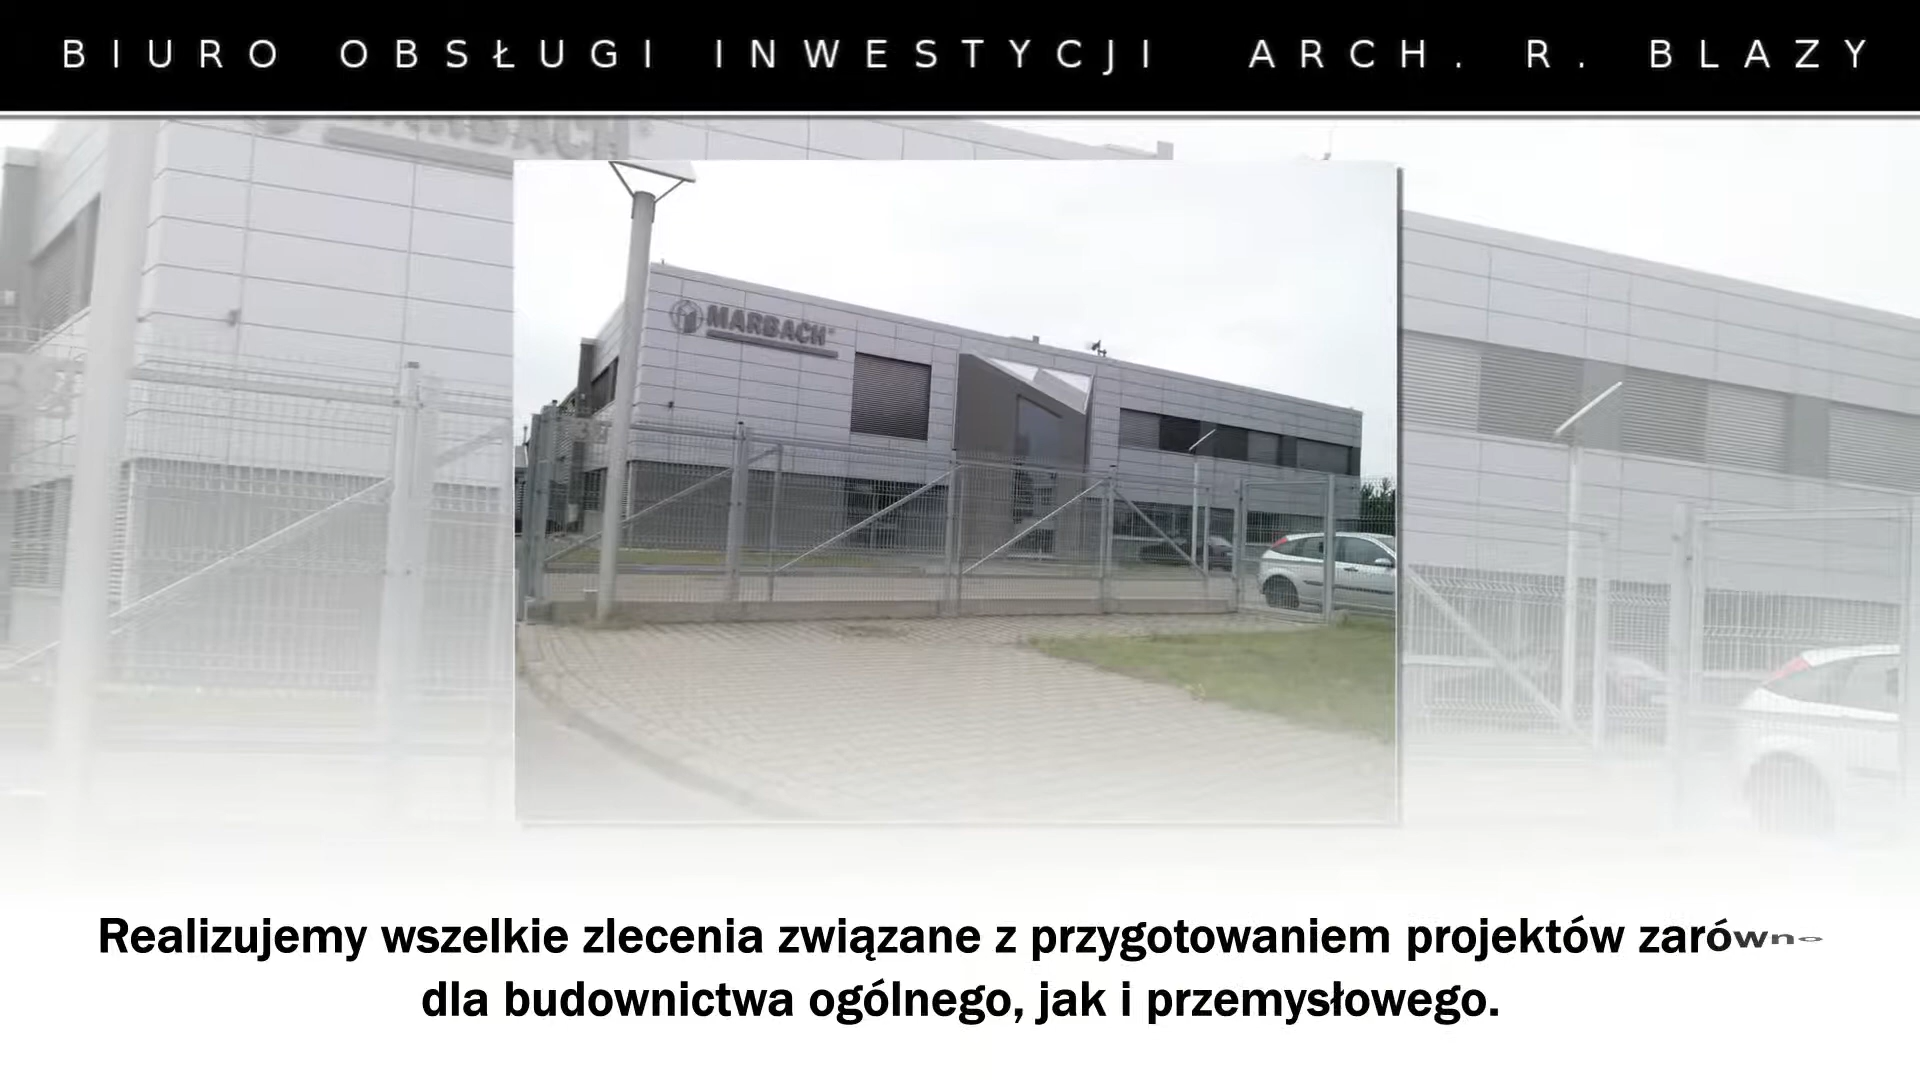 BIURO OBSŁUGI INWESTYCJI ARCH. R. BLAZY
MARBACH
Realizujemy wszelkie zlecenia związane z przygotowaniem projektów zarówno
dla budownictwa ogólnego, jak i przemysłowego.